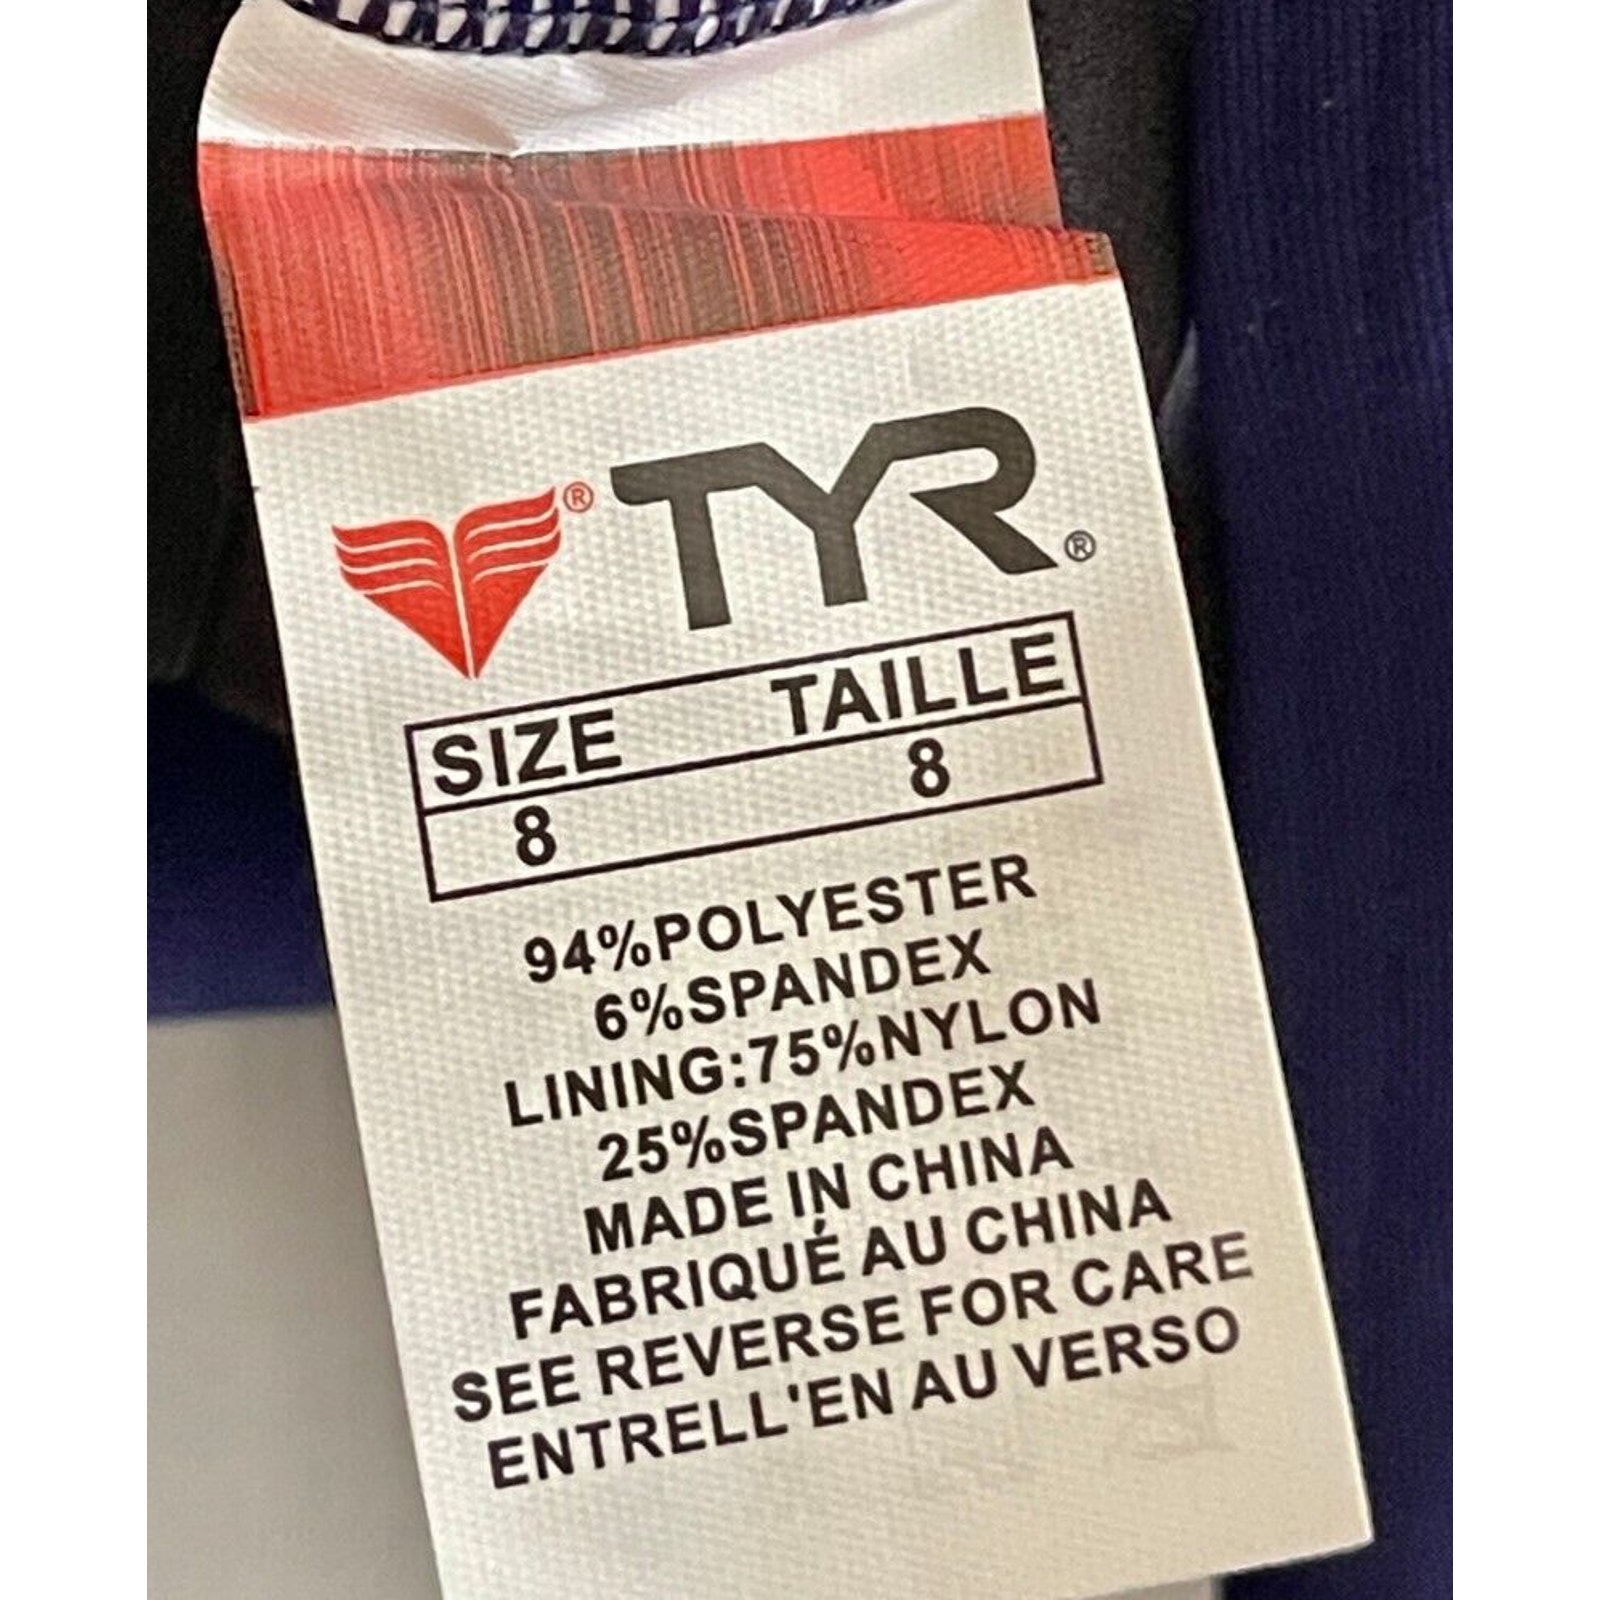 ® TYR ®
SIZE TAILLE
8 8
94%POLYESTER
6%SPANDEX
LINING:75%NYLON
25%SPANDEX
MADE IN CHINA
FABRIQUÉ AU CHINA
SEE REVERSE FOR CARE
ENTRELL'EN AU VERSO